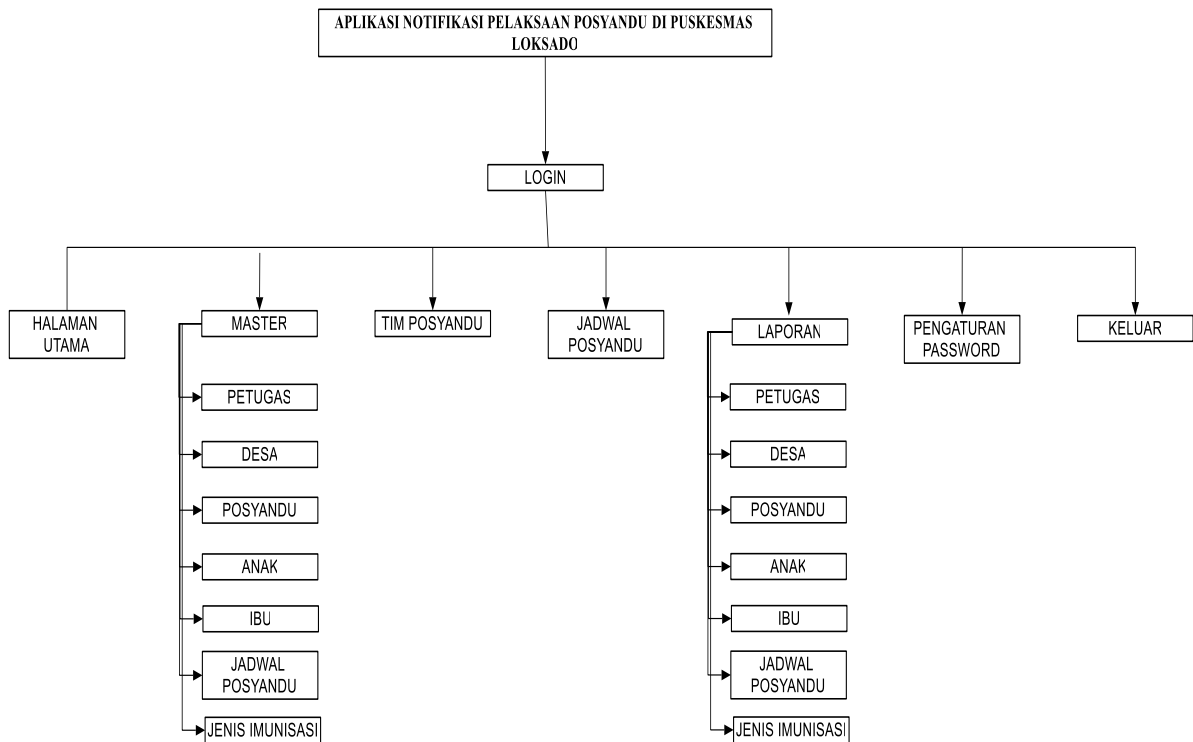 APLIKASI NOTIFIKASI PELAKSAAN POSYANDU DI PUSKESMAS
LOKSADO
LOGIN
HALAMAN
UTAMA
MASTER
TIM POSYANDU
JADWAL
POSYANDU
LAPORAN
PENGATURAN
PASSWORD
KELUAR
PETUGAS
DESA
POSYANDU
ANAK
IBU
JADWAL
POSYANDU
JENIS IMUNISASI
PETUGAS
DESA
POSYANDU
ANAK
IBU
JADWAL
POSYANDU
JENIS IMUNISASI